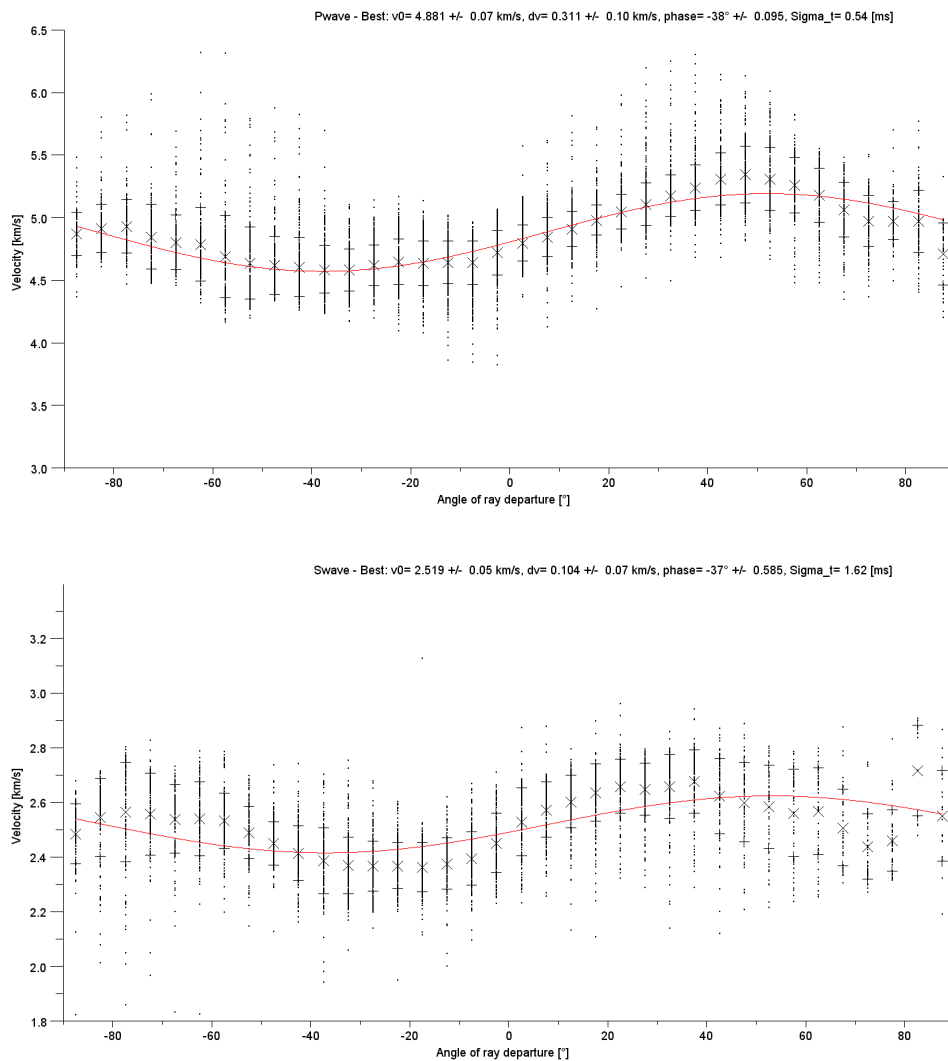 Pwave - Best: v0= 4.881 +/-  0.07 km/s, dv= 0.311 +/-  0.10 km/s, phase= -38° +/-  0.095, Sigma_t= 0.54 [ms]
6.5
6.0
5.5
5.0
4.5
4.0
3.5
3.0
Velocity [km/s]
-80 -60 -40 -20 0 20 40 60 80
Angle of ray departure [°]
Swave - Best: v0= 2.519 +/-  0.05 km/s, dv= 0.104 +/-  0.07 km/s, phase= -37° +/-  0.585, Sigma_t= 1.62 [ms]
3.2
3.0
2.8
2.6
2.4
2.2
2.0
1.8
Velocity [km/s]
-80 -60 -40 -20 0 20 40 60 80
Angle of ray departure [°]